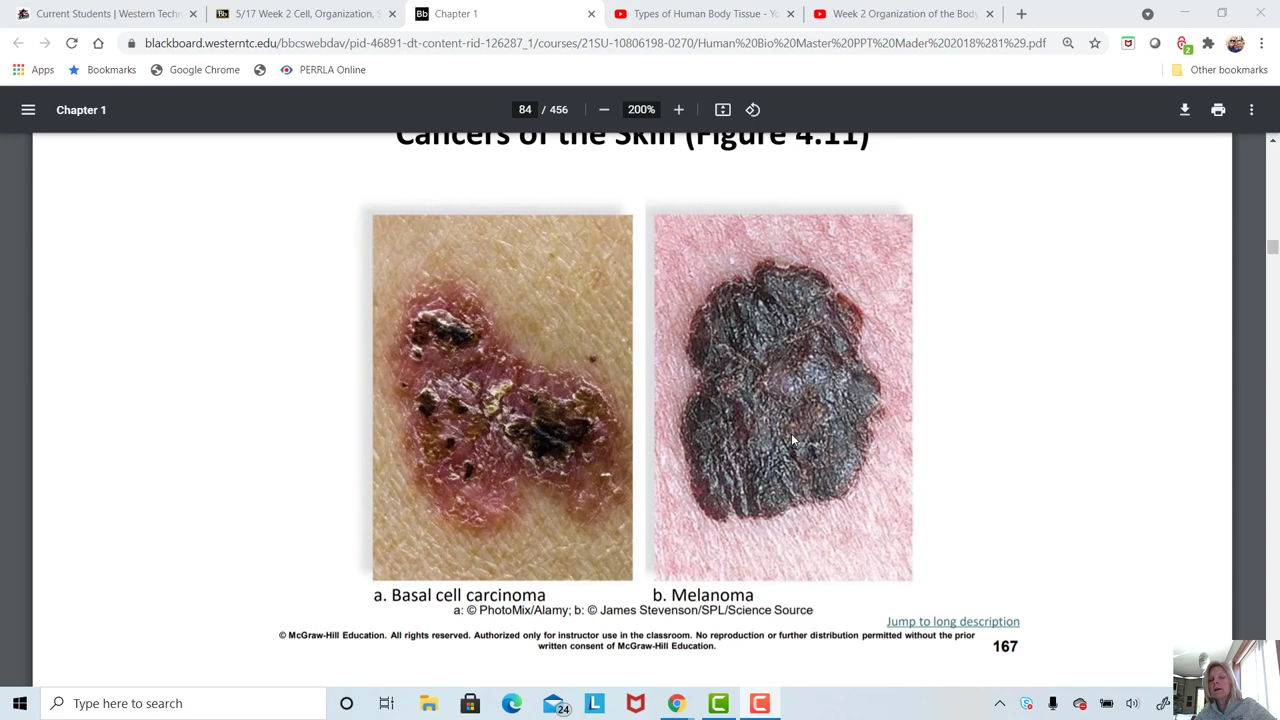 Current Students | Western Techn
5/17 Week 2 Cell, Organization, S
Chapter 1
Types of Human Body Tissue - Yo
Week 2 Organization of the Body
blackboard.westerntc.edu/bbcswebdav/pid-46891-dt-content-rid-126287_1/courses/21SU-10806198-0270/Human%20Bio%20Master%20PPT%20Mader%202018%281%29.pdf
2
Apps
Bookmarks
Google Chrome
PERRLA Online
Other bookmarks
Chapter 1
84 / 456
200%
Cancers of the Skin (Figure 4.11)
a. Basal cell carcinoma
b. Melanoma
a: © PhotoMix/Alamy; b: © James Stevenson/SPL/Science Source
Jump to long description
© McGraw-Hill Education. All rights reserved. Authorized only for instructor use in the classroom. No reproduction or further distribution permitted without the prior
written consent of McGraw-Hill Education.
167
Type here to search
24